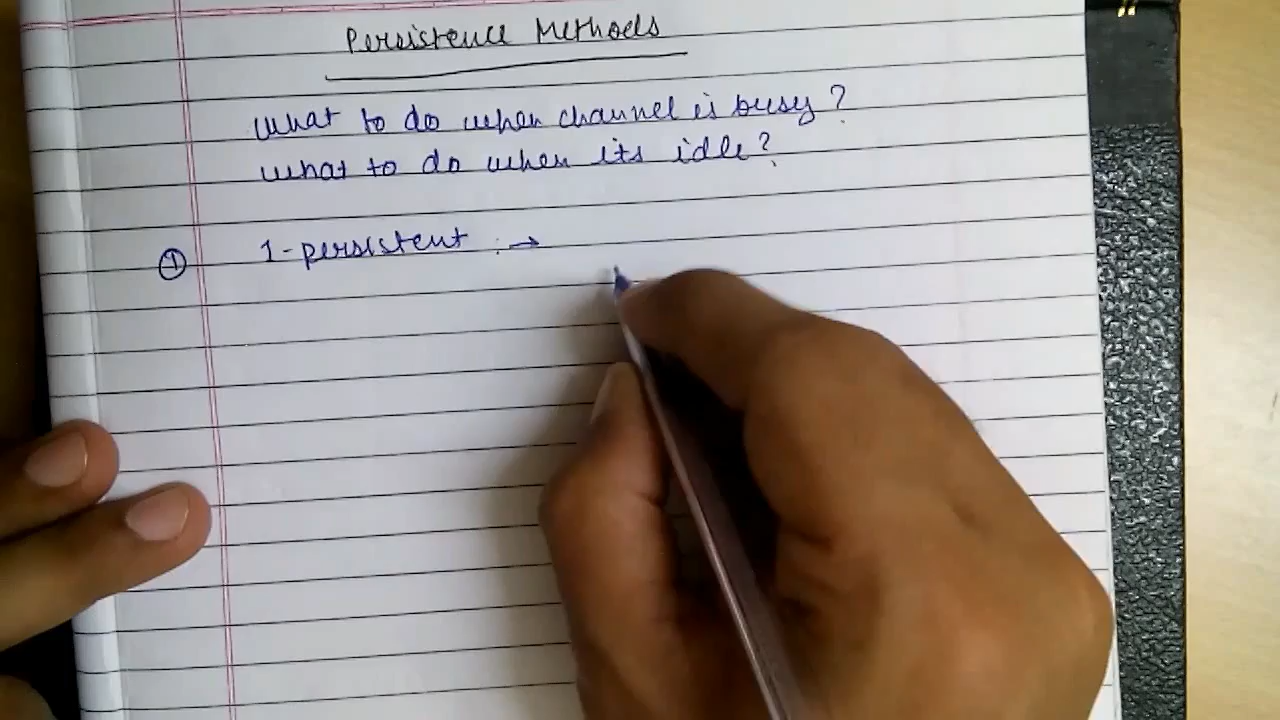 Persistence Methods
What to do when channel is busy?
What to do when its idle?
① 1-persistent : →